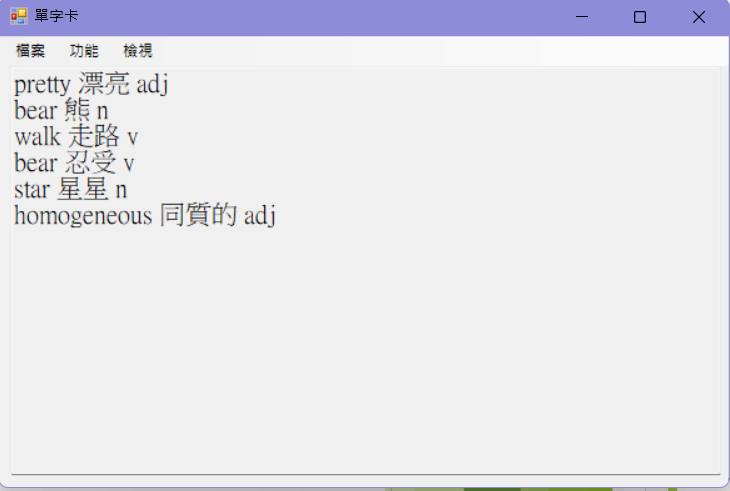 單字卡
檔案 功能 檢視
pretty 漂亮 adj
bear 熊 n
walk 走路 v
bear 忍受 v
star 星星 n
homogeneous 同質的 adj